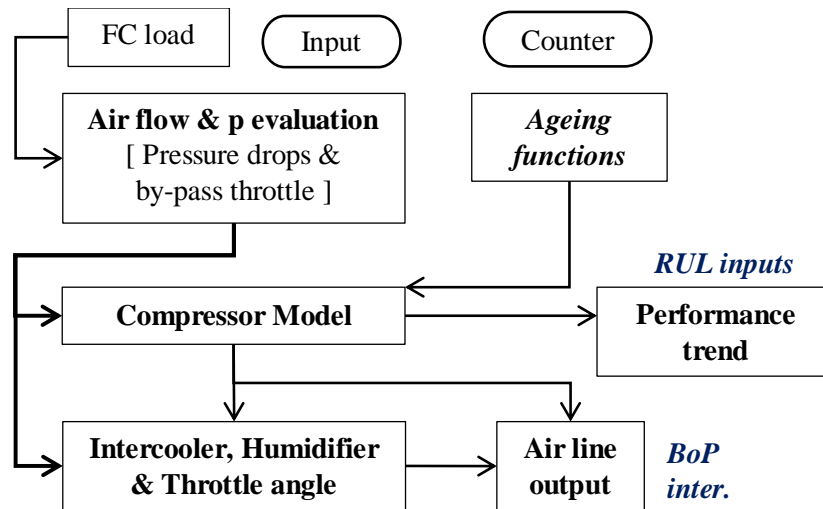 FC load
Input
Counter
Air flow & p evaluation
[ Pressure drops &
by-pass throttle ]
Ageing
functions
RUL inputs
Compressor Model
Performance
trend
Intercooler, Humidifier
& Throttle angle
Air line
output
BoP
inter.